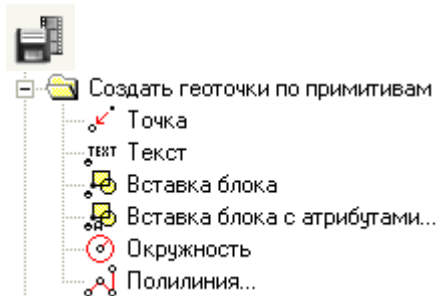 Создать геоточки по примитивам
Точка
TEXT Текст
Вставка блока
Вставка блока с атрибутами...
Окружность
Полилиния...